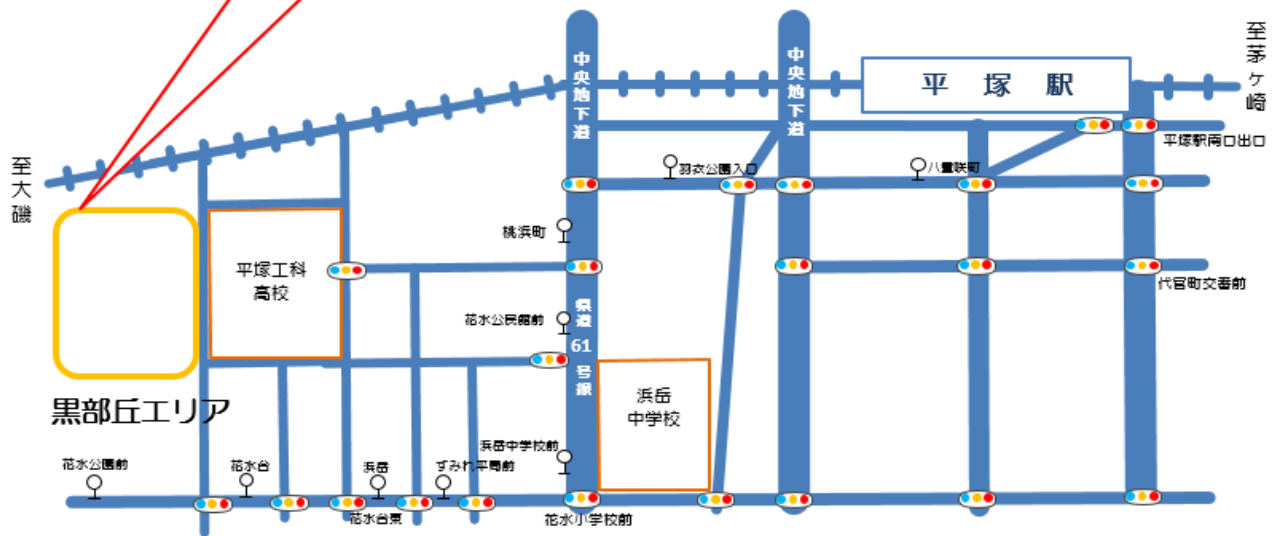 至茅ヶ崎
中央地下道
中央地下道
平塚駅
平塚駅南口出口
至大磯
羽衣公園入口
八重咲町
桃浜町
平塚工科
高校
代官町交番前
県道61号線
花水公民館前
浜岳
中学校
黒部丘エリア
浜岳中学校前
花水公園前
花水台
浜岳
すみれ平局前
花水台東
花水小学校前